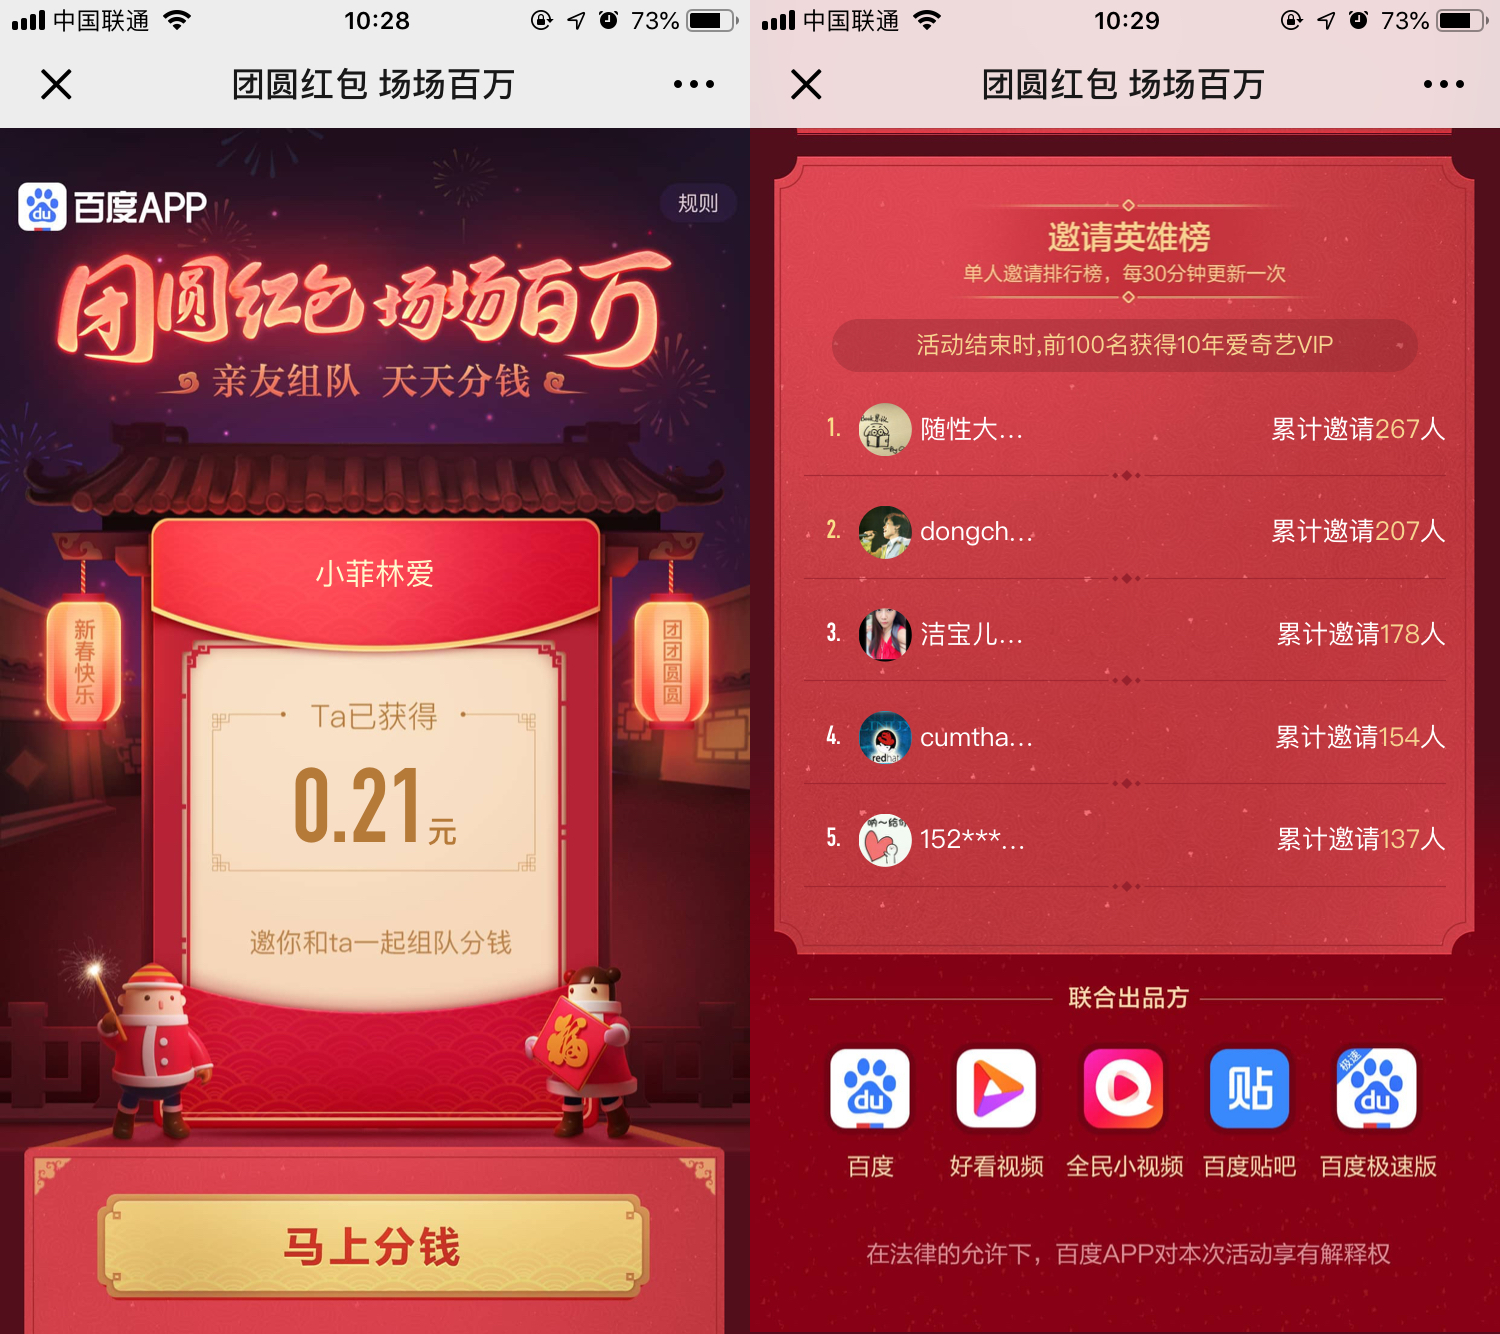 中国联通
10:28
73%
团圆红包 场场百万
du
百度APP
规则
团圆红包 场场百万
亲友组队 天天分钱
小菲林爱
新春快乐
团团圆圆
Ta已获得
0.21元
邀你和ta一起组队分钱
福
马上分钱
中国联通
10:29
73%
团圆红包 场场百万
邀请英雄榜
单人邀请排行榜，每30分钟更新一次
活动结束时,前100名获得10年爱奇艺VIP
1. 随性大... 累计邀请267人
2. dongch... 累计邀请207人
3. 洁宝儿... 累计邀请178人
4. cumtha... 累计邀请154人
redhat
5. 152***... 累计邀请137人
联合出品方
du
贴
极速
du
百度 好看视频 全民小视频 百度贴吧 百度极速版
在法律的允许下，百度APP对本次活动享有解释权